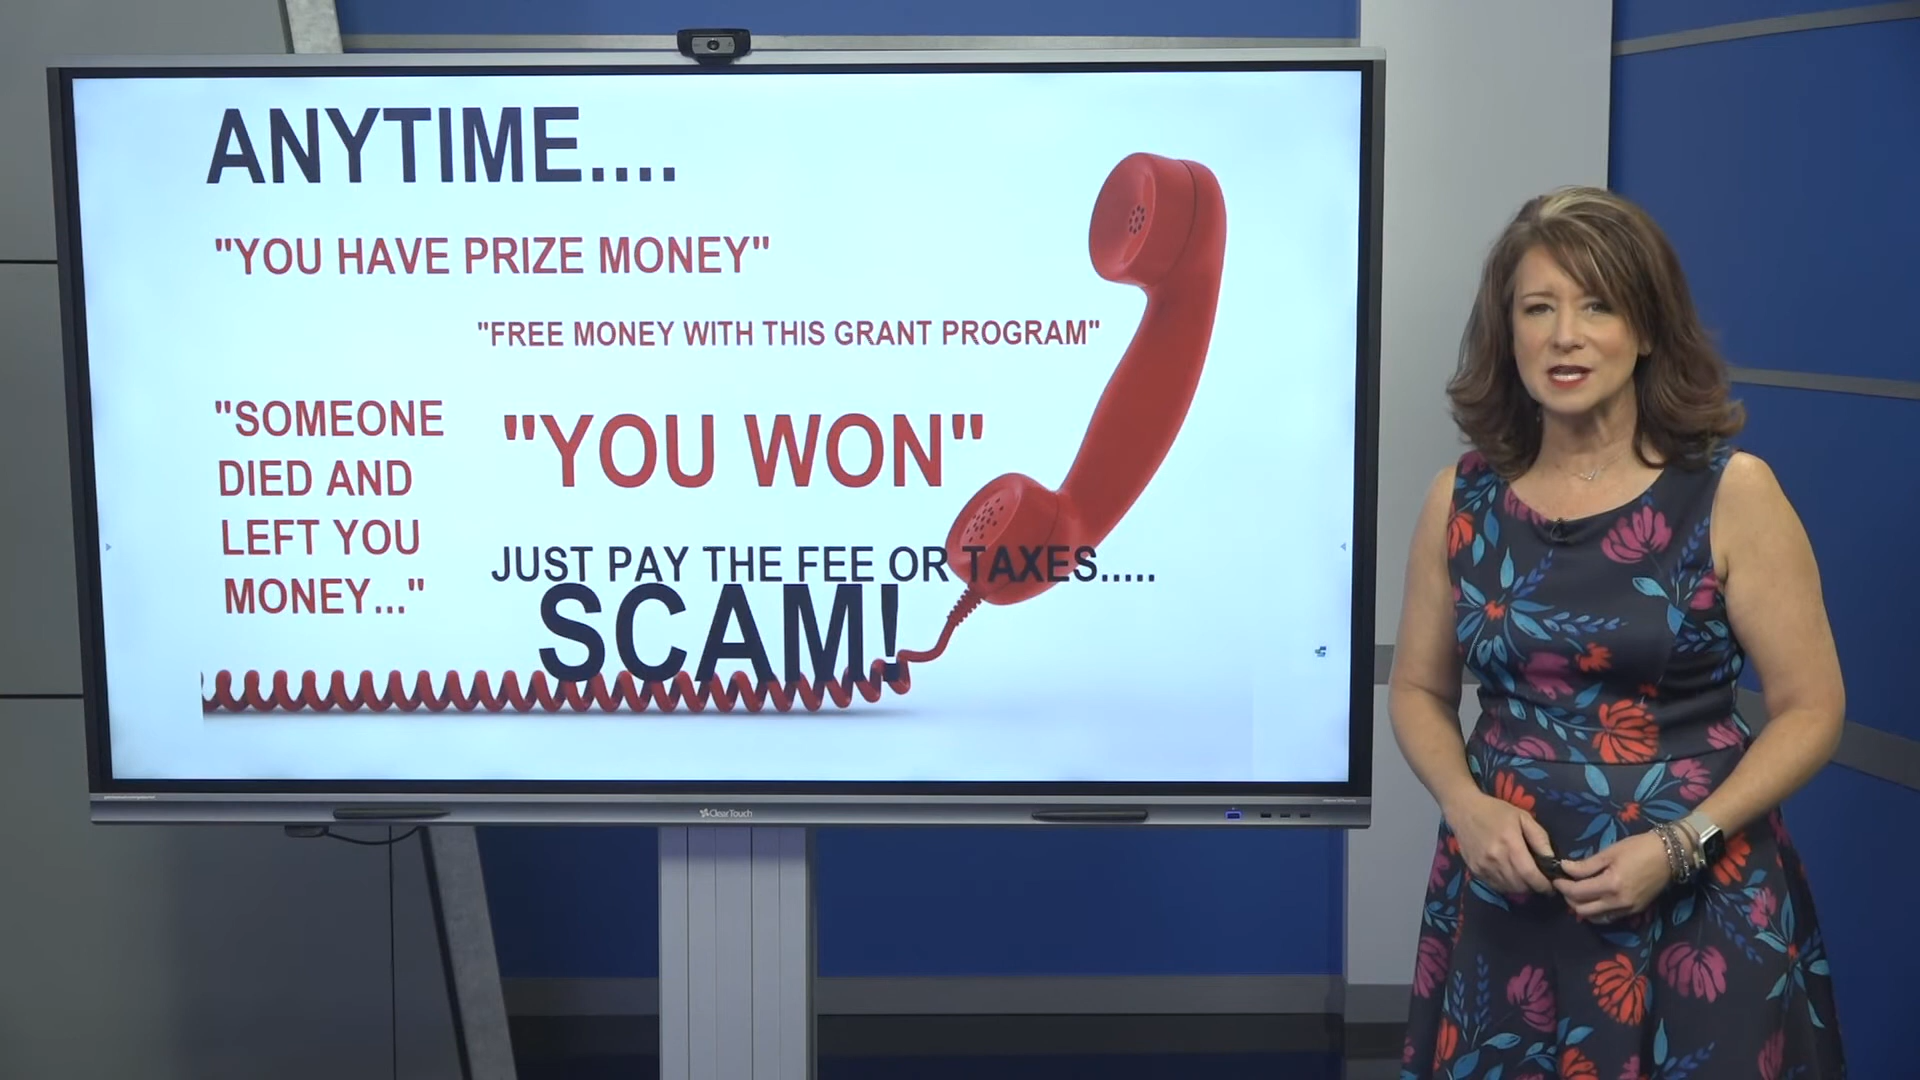 ANYTIME....
"YOU HAVE PRIZE MONEY"
"FREE MONEY WITH THIS GRANT PROGRAM"
"SOMEONE
DIED AND
LEFT YOU
MONEY..."
"YOU WON"
JUST PAY THE FEE OR TAXES.....
SCAM!
ClearTouch